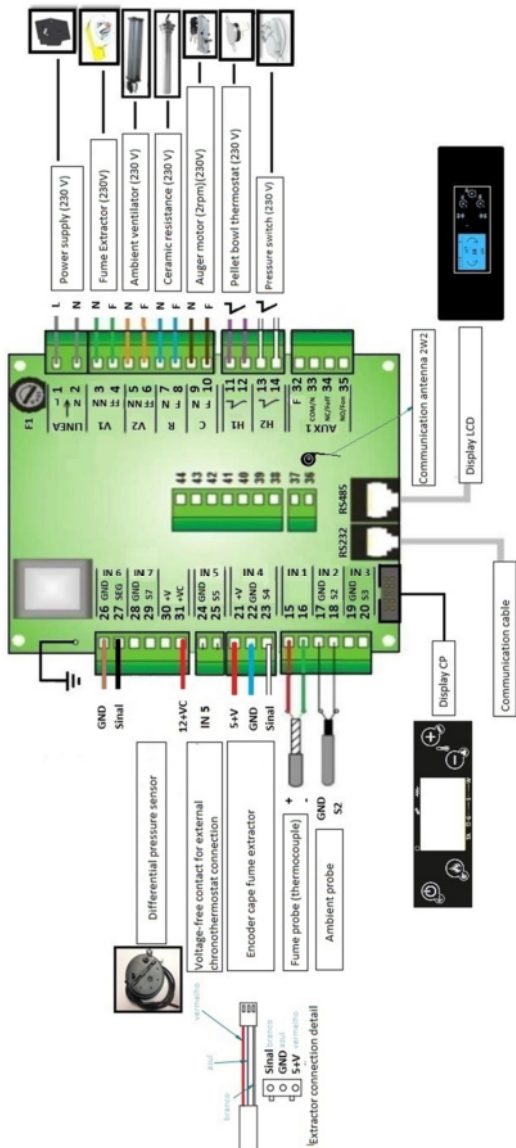 Power supply (230 V)
Fume Extractor (230V)
Ambient ventilator (230 V)
Ceramic resistance (230 V)
Auger motor (2rpm)(230V)
Pellet bowl thermostat (230 V)
Pressure switch (230 V)
L
N
N
F
N
F
N
F
N
F
F1
1 L
2 N
LINEA
3 NN
4 FF
V1
5 NN
6 FF
V2
7 N
8 F
R
9 N
10 F
C
11
12
H1
13
14
H2
F 32
COM/N 33
NC/Foff 34
NO/Fon 35
AUX 1
44
43
42
41
40
39
38
37
36
Communication antenna 2W2
RS485
RS232
Display LCD
Communication cable
Display CP
IN 6
26 GND
27 SEG
IN 7
28 GND
29 S7
30 +V
31 +VC
IN 5
24 GND
25 S5
IN 4
21 +V
22 GND
23 S4
IN 1
15
16
IN 2
17 GND
18 S2
IN 3
19 GND
20 S3
GND
Sinal
12+VC
IN 5
5+V
GND
Sinal
+
-
GND
S2
Differential pressure sensor
Voltage-free contact for external
chronothermostat connection
Encoder cape fume extractor
Fume probe (thermocouple)
Ambient probe
vermelho
azul
branco
Sinal branco
GND azul
5+V vermelho
Extractor connection detail